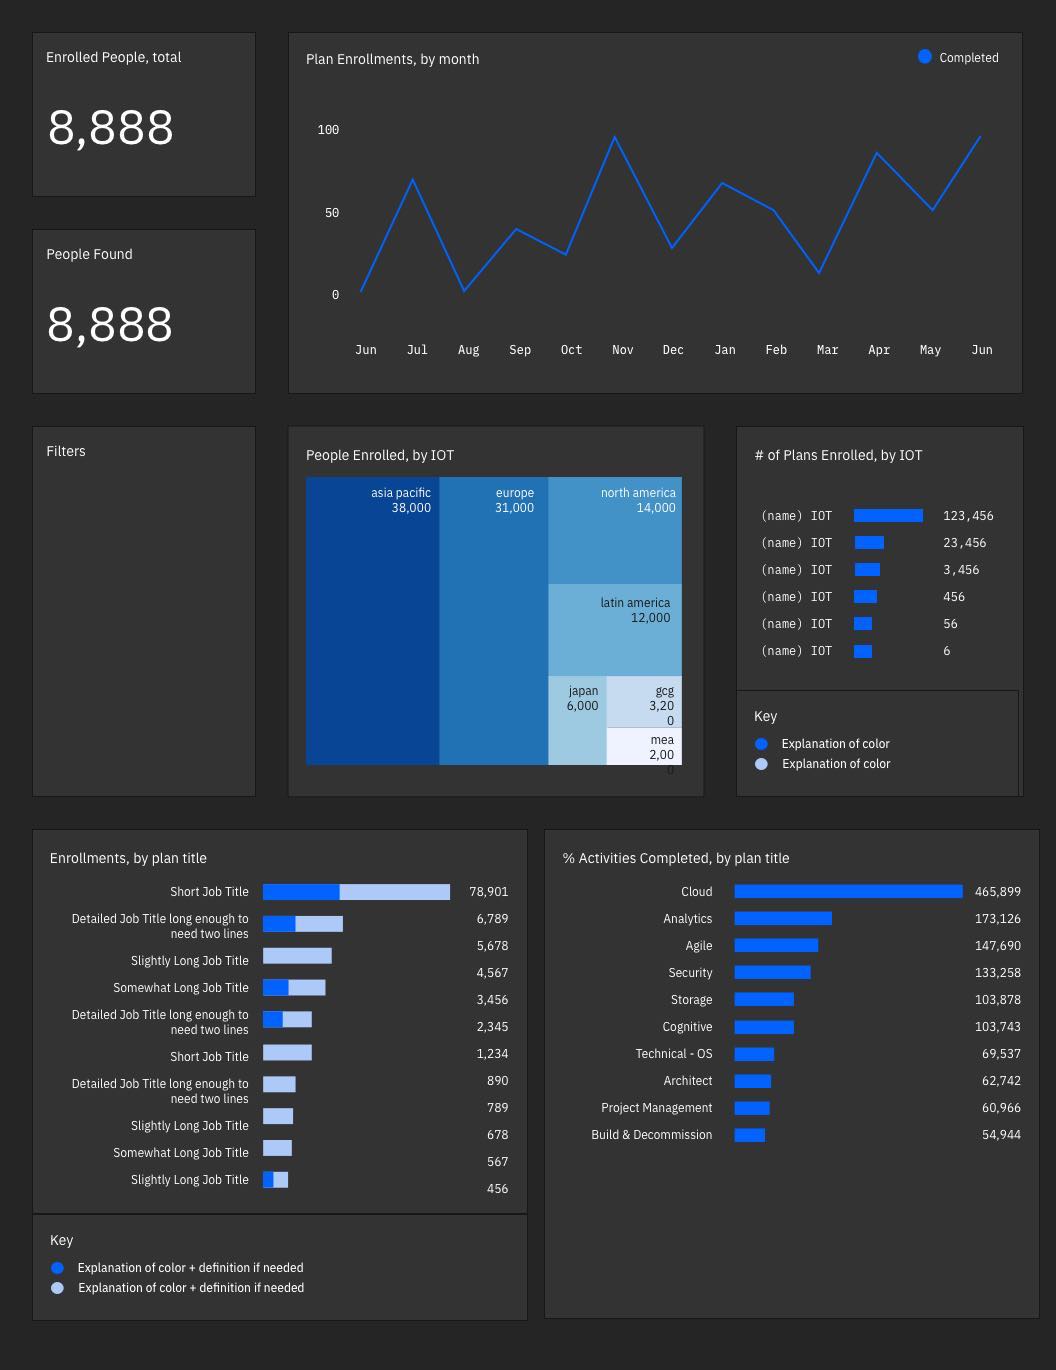 Enrolled People, total
8,888
Plan Enrollments, by month
Completed
100
50
0
Jun Jul Aug Sep Oct Nov Dec Jan Feb Mar Apr May Jun
People Found
8,888
Filters
People Enrolled, by IOT
asia pacific
38,000
europe
31,000
north america
14,000
latin america
12,000
japan
6,000
gcg
3,20
0
mea
2,00
0
# of Plans Enrolled, by IOT
(name) IOT 123,456
(name) IOT 23,456
(name) IOT 3,456
(name) IOT 456
(name) IOT 56
(name) IOT 6
Key
Explanation of color
Explanation of color
Enrollments, by plan title
Short Job Title 78,901
Detailed Job Title long enough to 6,789
need two lines
5,678
Slightly Long Job Title
4,567
Somewhat Long Job Title
3,456
Detailed Job Title long enough to
need two lines 2,345
Short Job Title 1,234
Detailed Job Title long enough to 890
need two lines
789
Slightly Long Job Title
678
Somewhat Long Job Title
567
Slightly Long Job Title
456
Key
Explanation of color + definition if needed
Explanation of color + definition if needed
% Activities Completed, by plan title
Cloud 465,899
Analytics 173,126
Agile 147,690
Security 133,258
Storage 103,878
Cognitive 103,743
Technical - OS 69,537
Architect 62,742
Project Management 60,966
Build & Decommission 54,944